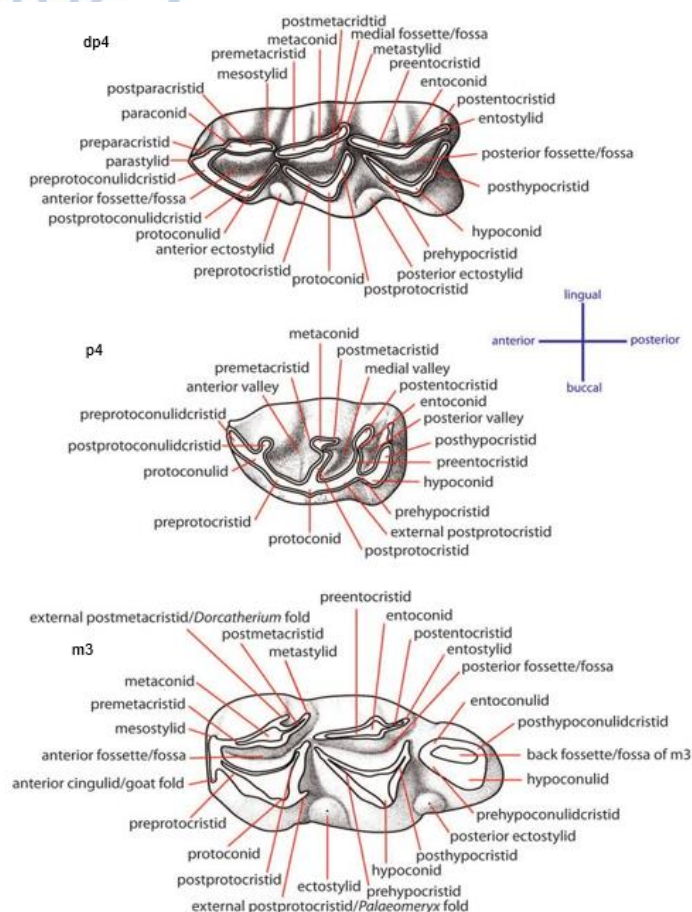 dp4
postmetacridtid
metaconid
medial fossette/fossa
premetacristid
metastylid
mesostylid
preentocristid
entoconid
postparacristid
postentocristid
paraconid
entostylid
preparacristid
parastylid
posterior fossette/fossa
preprotoconulidcristid
anterior fossette/fossa
posthypocristid
postprotoconulidcristid
protoconulid
hypoconid
anterior ectostylid
prehypocristid
preprotocristid
protoconid
posterior ectostylid
postprotocristid
lingual
anterior
posterior
buccal
p4
metaconid
postmetacristid
premetacristid
medial valley
anterior valley
postentocristid
entoconid
preprotoconulidcristid
posterior valley
postprotoconulidcristid
posthypocristid
protoconulid
preentocristid
hypoconid
prehypocristid
preprotocristid
external postprotocristid
protoconid
postprotocristid
m3
preentocristid
external postmetacristid/Dorcatherium fold
entoconid
postmetacristid
postentocristid
metastylid
entostylid
posterior fossette/fossa
metaconid
entoconulid
premetacristid
posthypoconulidcristid
mesostylid
anterior fossette/fossa
back fossette/fossa of m3
anterior cingulid/goat fold
hypoconulid
preprotocristid
prehypoconulidcristid
protoconid
posterior ectostylid
postprotocristid
posthypocristid
ectostylid
hypoconid
prehypocristid
external postprotocristid/Palaeomeryx fold